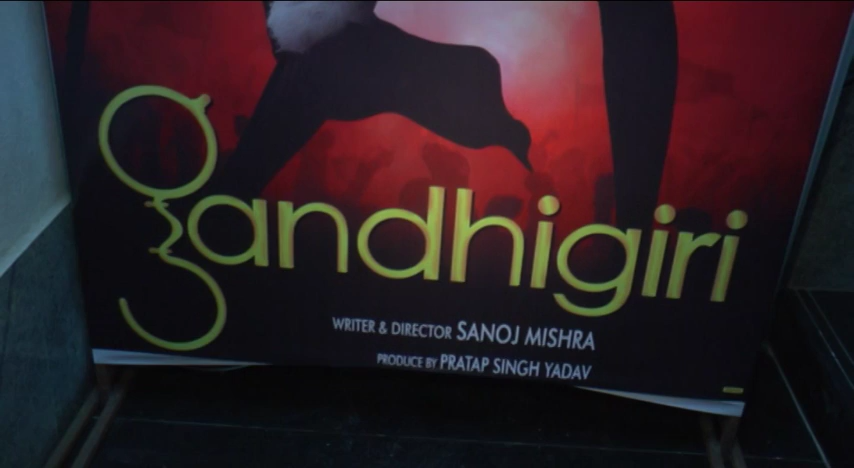 gandhigiri
WRITER & DIRECTOR SANOJ MISHRA
PRODUCE BY PRATAP SINGH YADAV